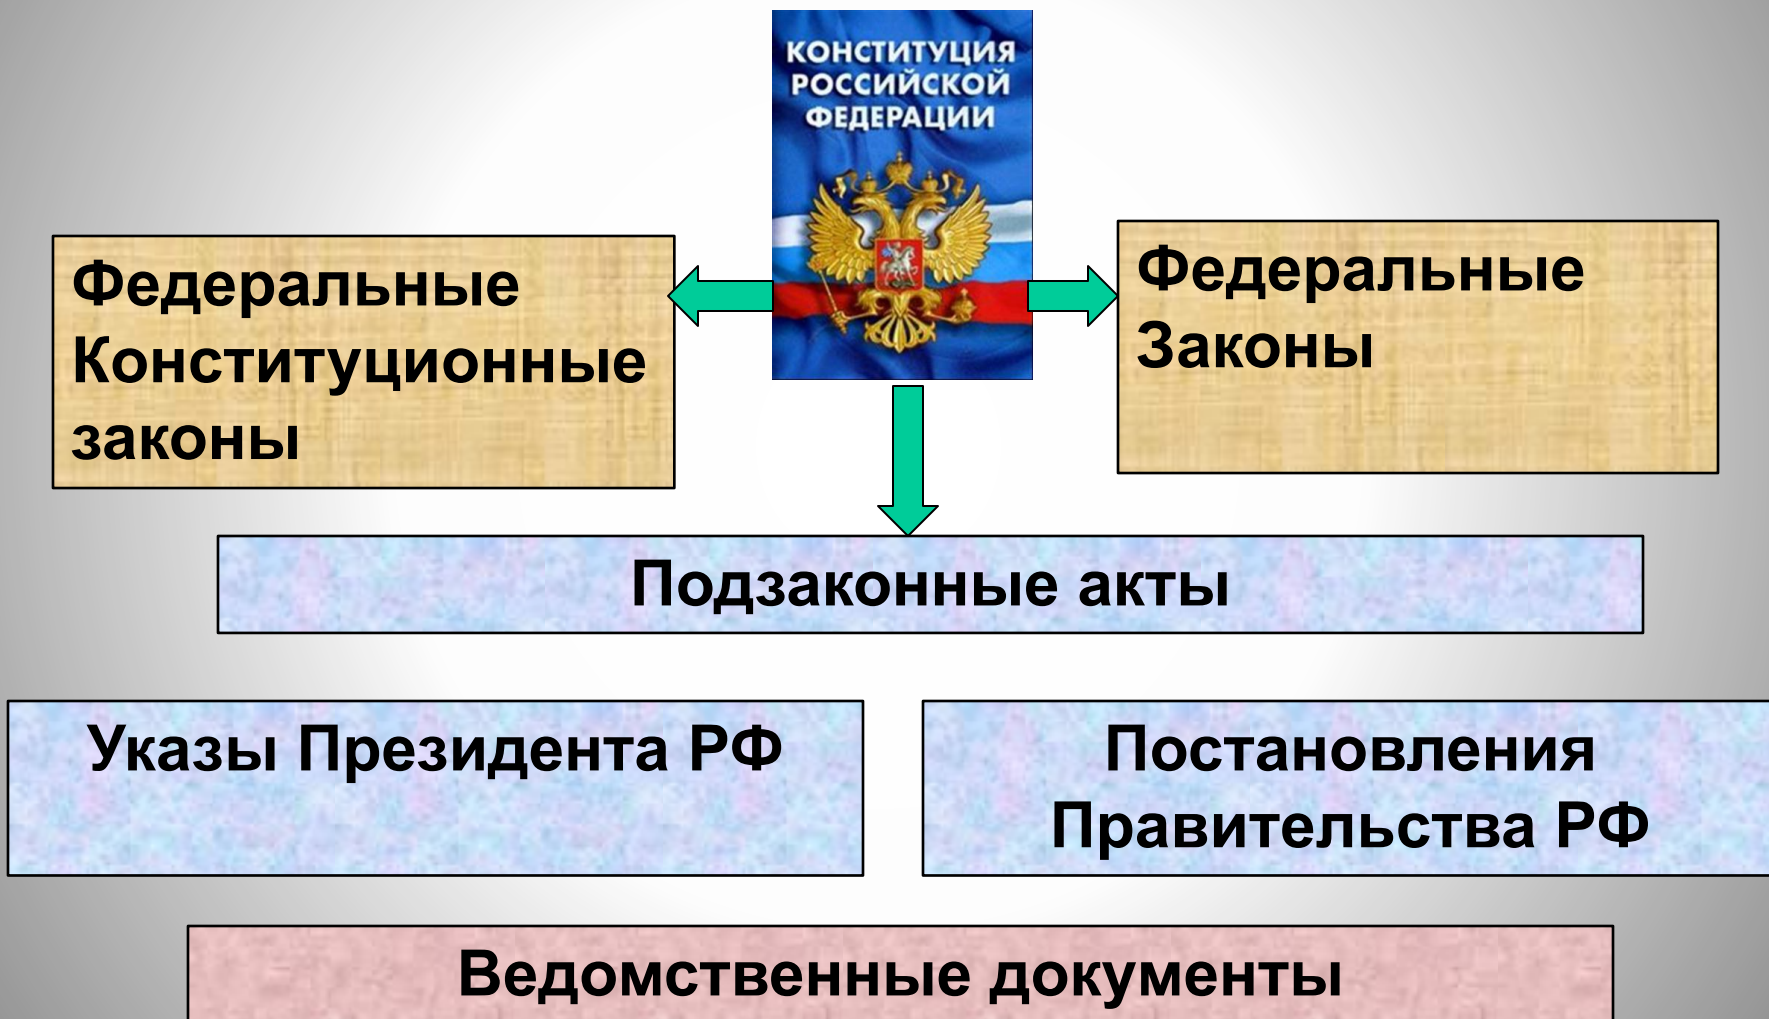 КОНСТИТУЦИЯ
РОССИЙСКОЙ
ФЕДЕРАЦИИ
Федеральные
Конституционные
законы
Федеральные
Законы
Подзаконные акты
Указы Президента РФ
Постановления
Правительства РФ
Ведомственные документы